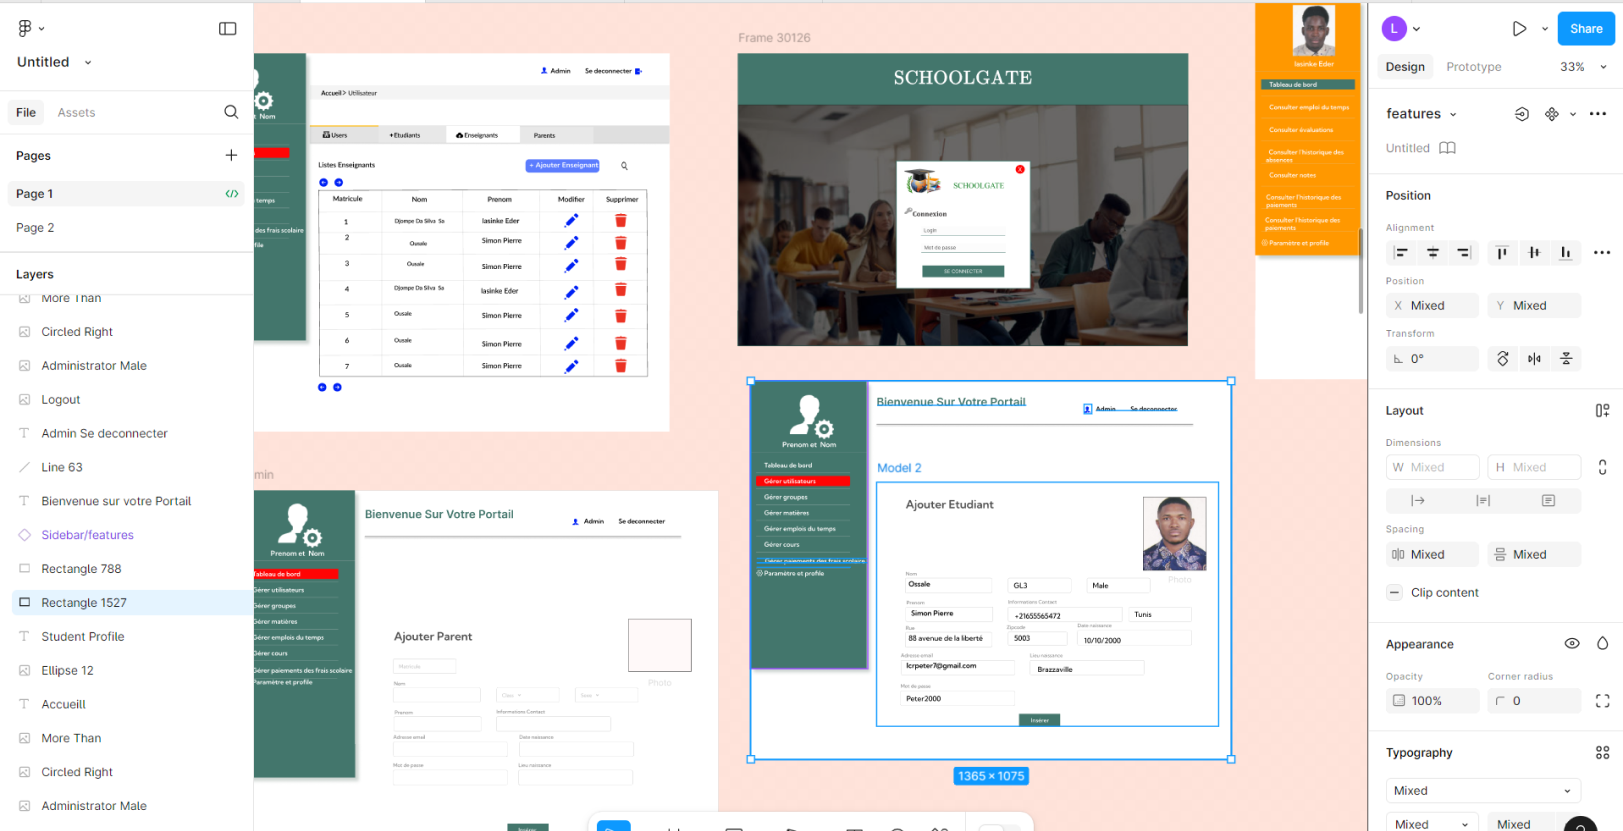 Untitled
File
Assets
Pages
Page 1
Page 2
Layers
More Than
Circled Right
Administrator Male
Logout
Admin Se deconnecter
Line 63
Bienvenue sur votre Portail
Sidebar/features
Rectangle 788
Rectangle 1527
Student Profile
Ellipse 12
Accueill
More Than
Circled Right
Administrator Male
t Nom
temps
des frais scolaire
file
Admin
Se deconnecter
Accueil> Utilisateur
Users
+Etudiants
Enseignants
Parents
Listes Enseignants
+ Ajouter Enseignant
Matricule
Nom
Prenom
Modifier
Supprimer
1
Djompe Da Silva So
Iasinke Eder
2
Ousale
Simon Pierre
3
Ousale
Simon Pierre
4
Djompe Da Silva So
Iasinke Eder
5
Ousale
Simon Pierre
6
Ousale
Simon Pierre
7
Ousale
Simon Pierre
min
Prenom et Nom
Tableau de bord
Gérer utilisateurs
Gérer groupes
Gérer matières
Gérer emplois du temps
Gérer cours
Gérer paiements des frais scolaire
Paramètre et profile
Bienvenue Sur Votre Portail
Admin
Se deconnecter
Ajouter Parent
Photo
Matricule
Nom
Class
Sexe
Prenom
Informations Contact
Adresse email
Date naissance
Mot de passe
Lieu naissance
Frame 30126
SCHOOLGATE
SCHOOLGATE
X
Connexion
Login
Mot de passe
SE CONNECTER
Prenom et Nom
Tableau de bord
Gérer utilisateurs
Gérer groupes
Gérer matières
Gérer emplois du temps
Gérer cours
Gérer paiements des frais scolaire
Paramètre et profile
Bienvenue Sur Votre Portail
Admin
Se deconnecter
Model 2
Ajouter Etudiant
Photo
Nom
Ossale
GL3
Male
Prenom
Simon Pierre
Informations Contact
+21655565472
Tunis
Rue
88 avenue de la liberté
Zipcode
5003
Date naissance
10/10/2000
Adresse email
lcrpeter7@gmail.com
Lieu naissance
Brazzaville
Mot de passe
Peter2000
Insérer
1365 × 1075
Iasinke Eder
Tableau de bord
Consulter emploi du temps
Consulter évaluations
Consulter l'historique des
absences
Consulter notes
Consulter l'historique des
paiements
Consulter l'historique des
paiements
Paramètre et profile
L
Share
Design
Prototype
33%
features
Untitled
Position
Alignment
Position
X Mixed
Y Mixed
Transform
0°
Layout
Dimensions
W Mixed
H Mixed
Spacing
Mixed
Mixed
Clip content
Appearance
Opacity
Corner radius
100%
0
Typography
Mixed
Mixed
Mixed